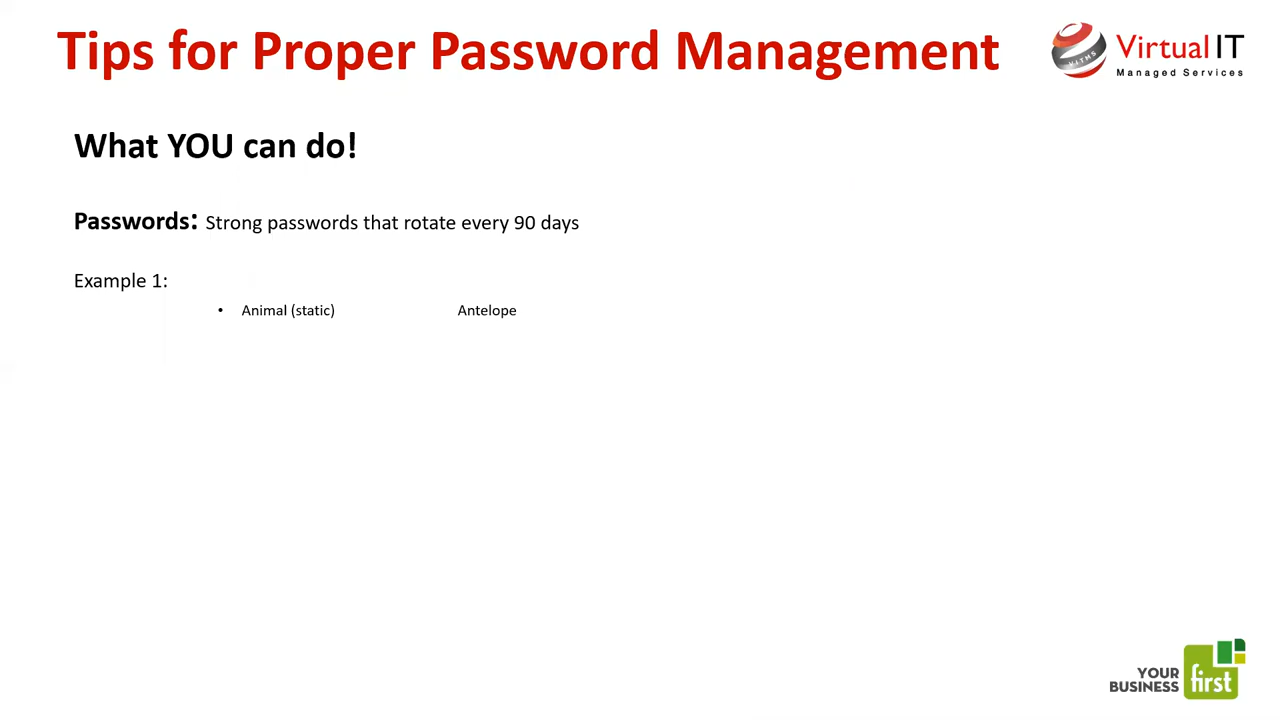 Tips for Proper Password Management
VITMS
Virtual IT
Managed Services
What YOU can do!
Passwords: Strong passwords that rotate every 90 days
Example 1:
• Animal (static) Antelope
YOUR
BUSINESS
first